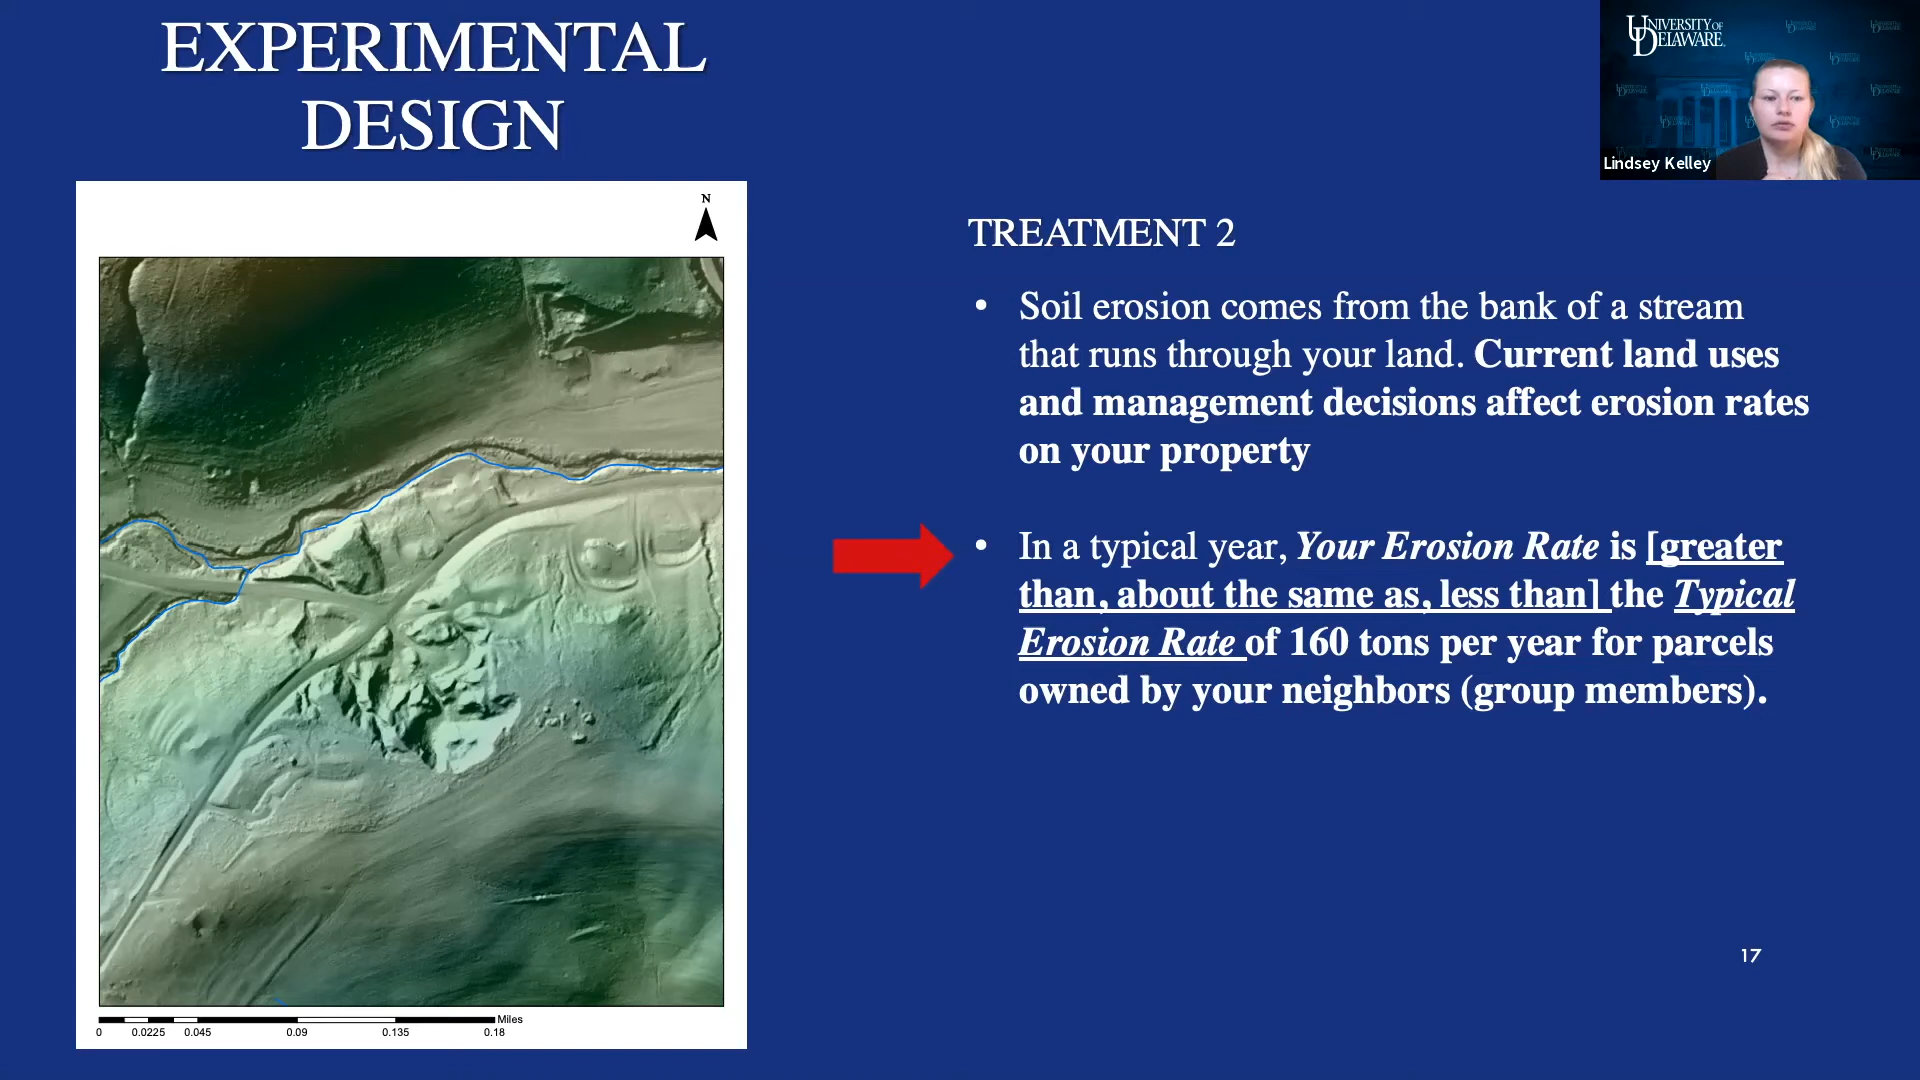 EXPERIMENTAL
DESIGN
UNIVERSITY OF
DELAWARE
Lindsey Kelley
N
TREATMENT 2
• Soil erosion comes from the bank of a stream
that runs through your land. Current land uses
and management decisions affect erosion rates
on your property
• In a typical year, Your Erosion Rate is [greater
than, about the same as, less than] the Typical
Erosion Rate of 160 tons per year for parcels
owned by your neighbors (group members).
17
Miles
0 0.0225 0.045 0.09 0.135 0.18